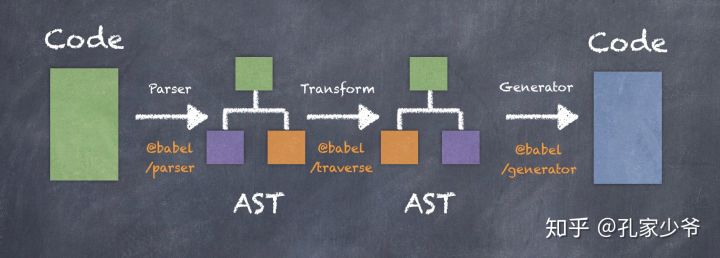 Code
Parser
@babel
/parser
AST
Transform
@babel
/traverse
AST
Generator
@babel
/generator
Code
知乎 @孔家少爷